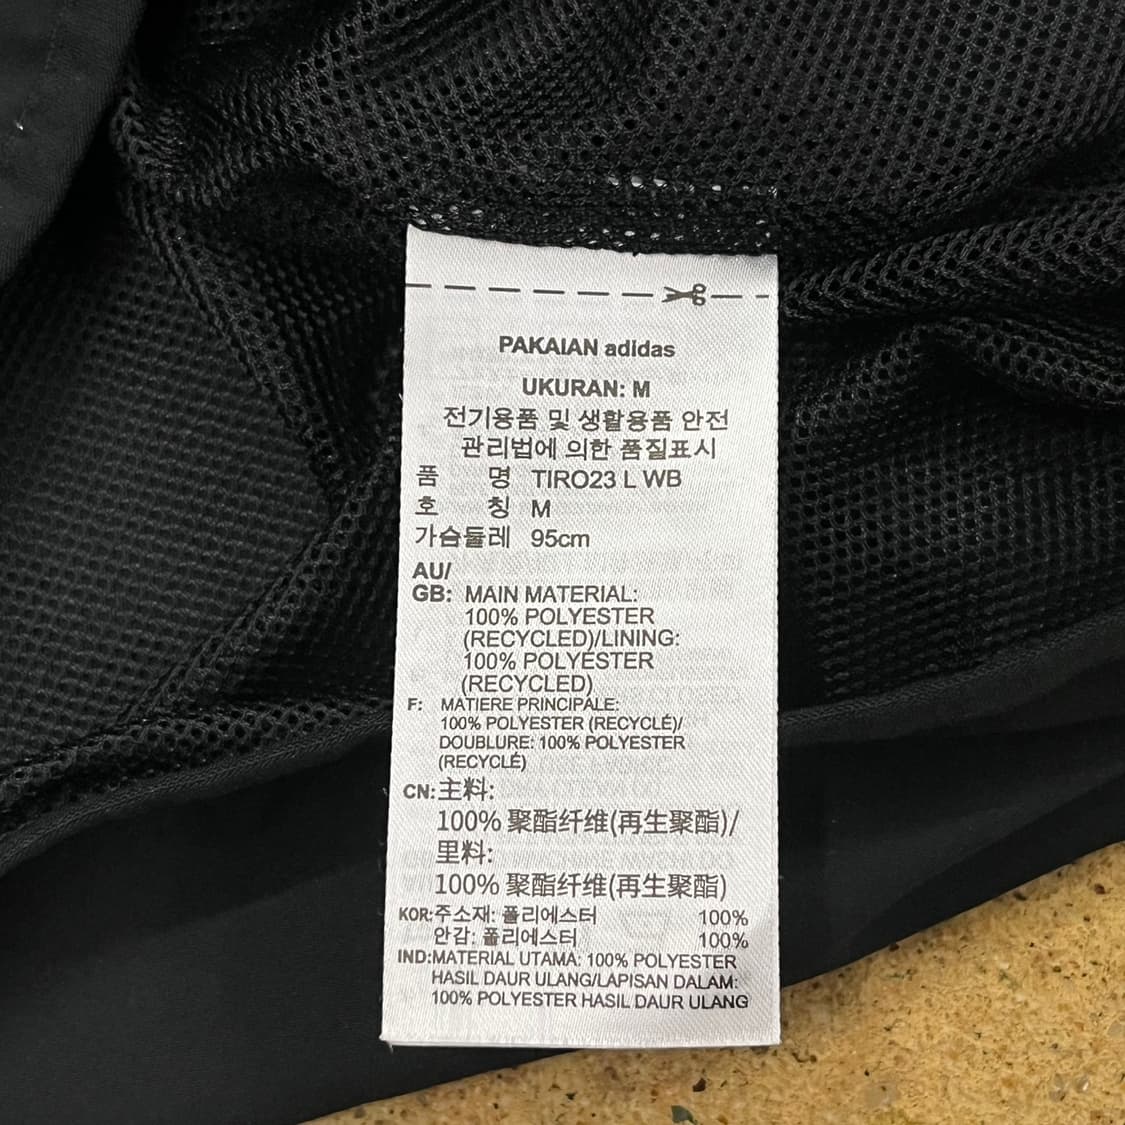 PAKAIAN adidas
UKURAN: M
전기용품 및 생활용품 안전
관리법에 의한 품질표시
품 명 TIRO23 L WB
호 칭 M
가슴둘레 95cm
AU/
GB: MAIN MATERIAL:
100% POLYESTER
(RECYCLED)/LINING:
100% POLYESTER
(RECYCLED)
F: MATIERE PRINCIPALE:
100% POLYESTER (RECYCLÉ)/
DOUBLURE: 100% POLYESTER
(RECYCLÉ)
CN:主料:
100% 聚酯纤维(再生聚酯)/
里料:
100% 聚酯纤维(再生聚酯)
KOR:주소재: 폴리에스터 100%
안감: 폴리에스터 100%
IND:MATERIAL UTAMA: 100% POLYESTER
HASIL DAUR ULANG/LAPISAN DALAM:
100% POLYESTER HASIL DAUR ULANG